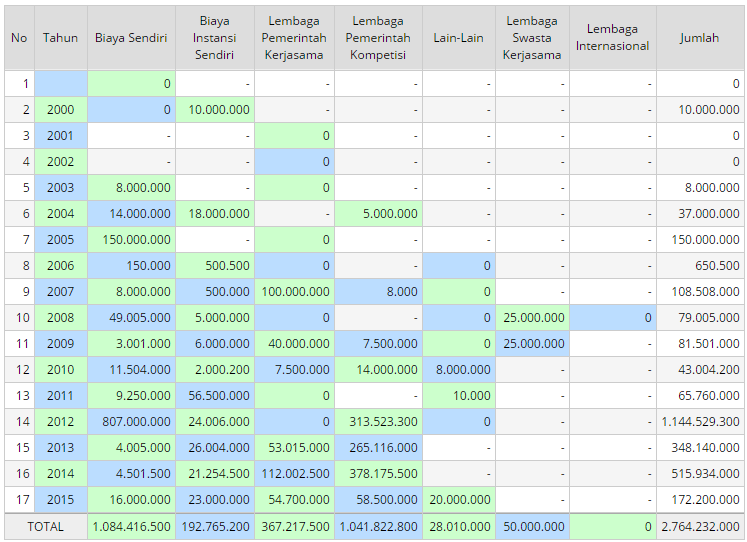 No Tahun Biaya Sendiri Biaya Instansi Sendiri Lembaga Pemerintah Kerjasama Lembaga Pemerintah Kompetisi Lain-Lain Lembaga Swasta Kerjasama Lembaga Internasional Jumlah
1 0 - - - - - - 0
2 2000 0 10.000.000 - - - - - 10.000.000
3 2001 - - 0 - - - - 0
4 2002 - - 0 - - - - 0
5 2003 8.000.000 - 0 - - - - 8.000.000
6 2004 14.000.000 18.000.000 - 5.000.000 - - - 37.000.000
7 2005 150.000.000 - 0 - - - - 150.000.000
8 2006 150.000 500.500 0 - 0 - - 650.500
9 2007 8.000.000 500.000 100.000.000 8.000 0 - - 108.508.000
10 2008 49.005.000 5.000.000 0 - 0 25.000.000 0 79.005.000
11 2009 3.001.000 6.000.000 40.000.000 7.500.000 0 25.000.000 - 81.501.000
12 2010 11.504.000 2.000.200 7.500.000 14.000.000 8.000.000 - - 43.004.200
13 2011 9.250.000 56.500.000 0 - 10.000 - - 65.760.000
14 2012 807.000.000 24.006.000 0 313.523.300 0 - - 1.144.529.300
15 2013 4.005.000 26.004.000 53.015.000 265.116.000 - - - 348.140.000
16 2014 4.501.500 21.254.500 112.002.500 378.175.500 - - - 515.934.000
17 2015 16.000.000 23.000.000 54.700.000 58.500.000 20.000.000 - - 172.200.000
TOTAL 1.084.416.500 192.765.200 367.217.500 1.041.822.800 28.010.000 50.000.000 0 2.764.232.000